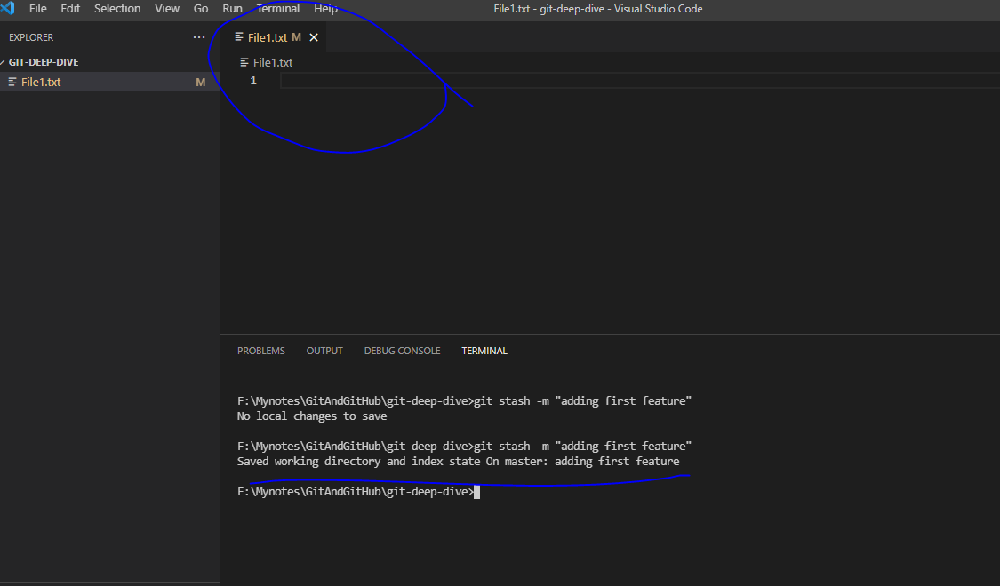 File Edit Selection View Go Run Terminal Help File1.txt - git-deep-dive - Visual Studio Code
EXPLORER ···
GIT-DEEP-DIVE
File1.txt M
File1.txt M
File1.txt
1
PROBLEMS OUTPUT DEBUG CONSOLE TERMINAL
F:\Mynotes\GitAndGitHub\git-deep-dive>git stash -m "adding first feature"
No local changes to save
F:\Mynotes\GitAndGitHub\git-deep-dive>git stash -m "adding first feature"
Saved working directory and index state On master: adding first feature
F:\Mynotes\GitAndGitHub\git-deep-dive>